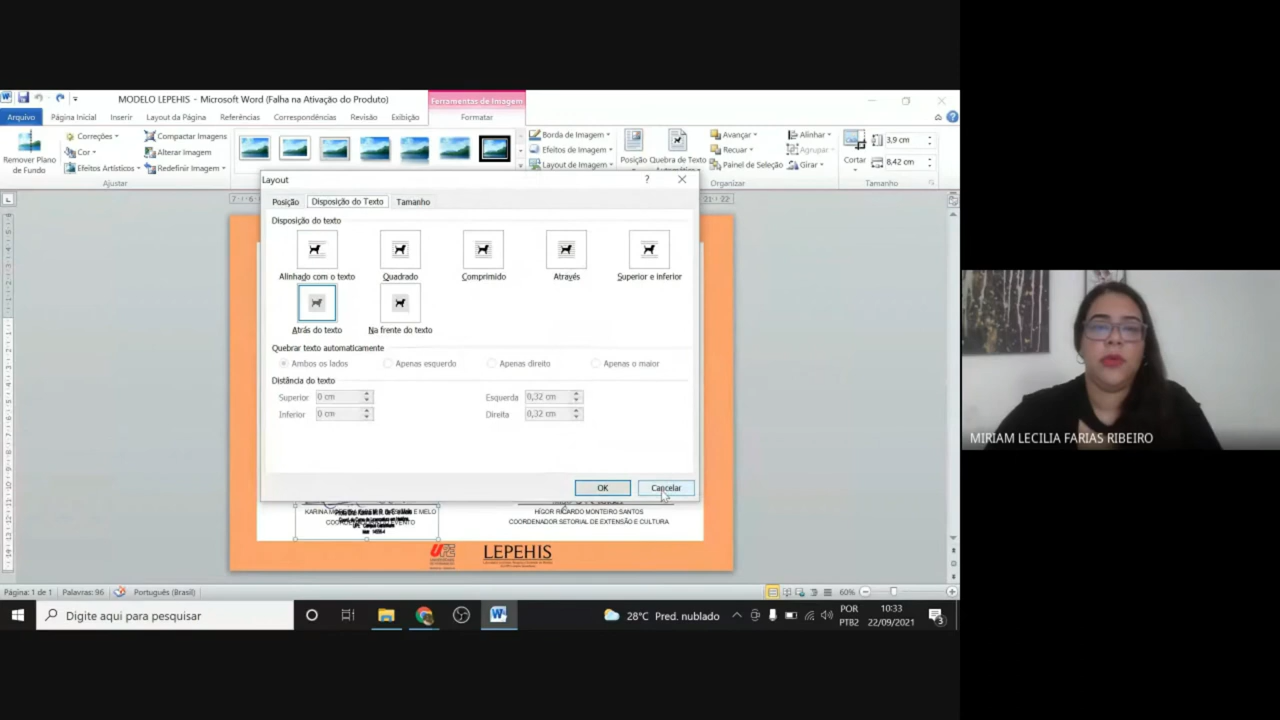 MODELO LEPEHIS - Microsoft Word (Falha na Ativação do Produto)
Ferramentas de Imagem
Arquivo
Página Inicial
Inserir
Layout da Página
Referências
Correspondências
Revisão
Exibição
Formatar
Remover Plano de Fundo
Correções
Cor
Efeitos Artísticos
Compactar Imagens
Alterar Imagem
Redefinir Imagem
Ajustar
Borda de Imagem
Efeitos de Imagem
Layout de Imagem
Posição
Quebra de Texto
Avançar
Recuar
Painel de Seleção
Alinhar
Agrupar
Girar
Organizar
Cortar
3,9 cm
8,42 cm
Tamanho
Layout
Posição
Disposição do Texto
Tamanho
Disposição do texto
Alinhado com o texto
Quadrado
Comprimido
Através
Superior e inferior
Atrás do texto
Na frente do texto
Quebrar texto automaticamente
Ambos os lados
Apenas esquerdo
Apenas direito
Apenas o maior
Distância do texto
Superior 0 cm
Esquerda 0,32 cm
Inferior 0 cm
Direita 0,32 cm
OK
Cancelar
HIGOR RICARDO MONTEIRO SANTOS
COORDENADOR SETORIAL DE EXTENSÃO E CULTURA
LEPEHIS
Página: 1 de 1
Palavras: 96
Português (Brasil)
60%
Digite aqui para pesquisar
28°C Pred. nublado
POR
PTB2
10:33
22/09/2021
3
MIRIAM LECILIA FARIAS RIBEIRO